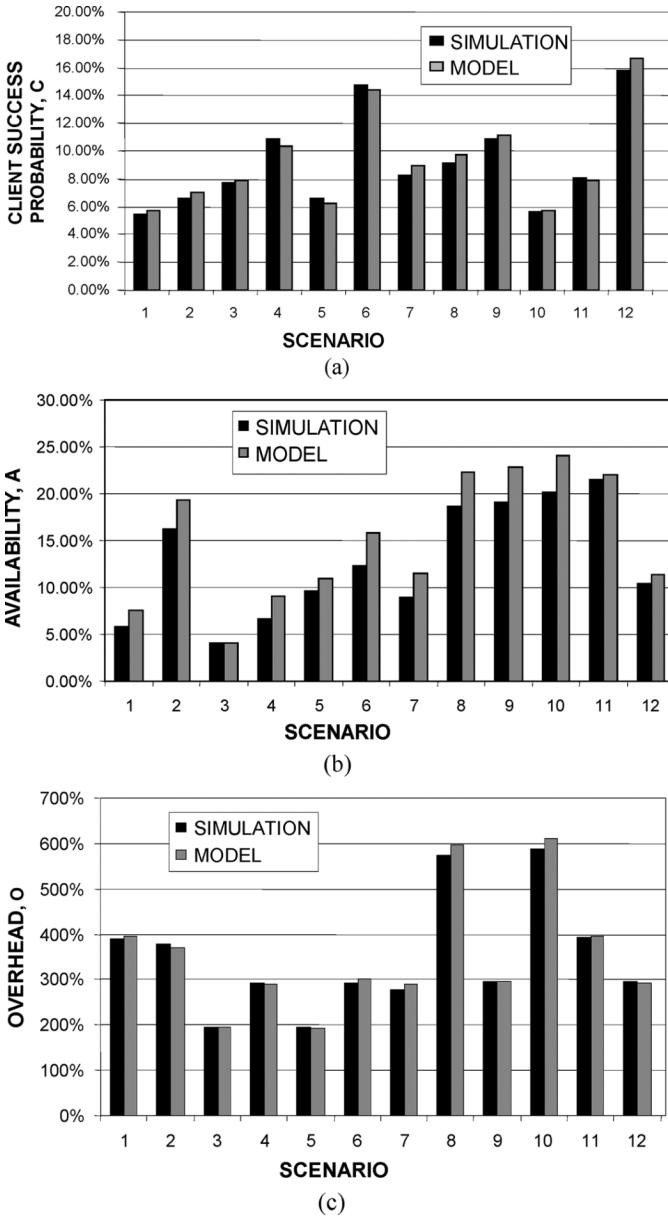 20.00%
18.00%
16.00%
14.00%
12.00%
10.00%
8.00%
6.00%
4.00%
2.00%
0.00%
CLIENT SUCCESS
PROBABILITY, C
SIMULATION
MODEL
1 2 3 4 5 6 7 8 9 10 11 12
SCENARIO
(a)
30.00%
25.00%
20.00%
15.00%
10.00%
5.00%
0.00%
AVAILABILITY, A
SIMULATION
MODEL
1 2 3 4 5 6 7 8 9 10 11 12
SCENARIO
(b)
700%
600%
500%
400%
300%
200%
100%
0%
OVERHEAD, O
SIMULATION
MODEL
1 2 3 4 5 6 7 8 9 10 11 12
SCENARIO
(c)